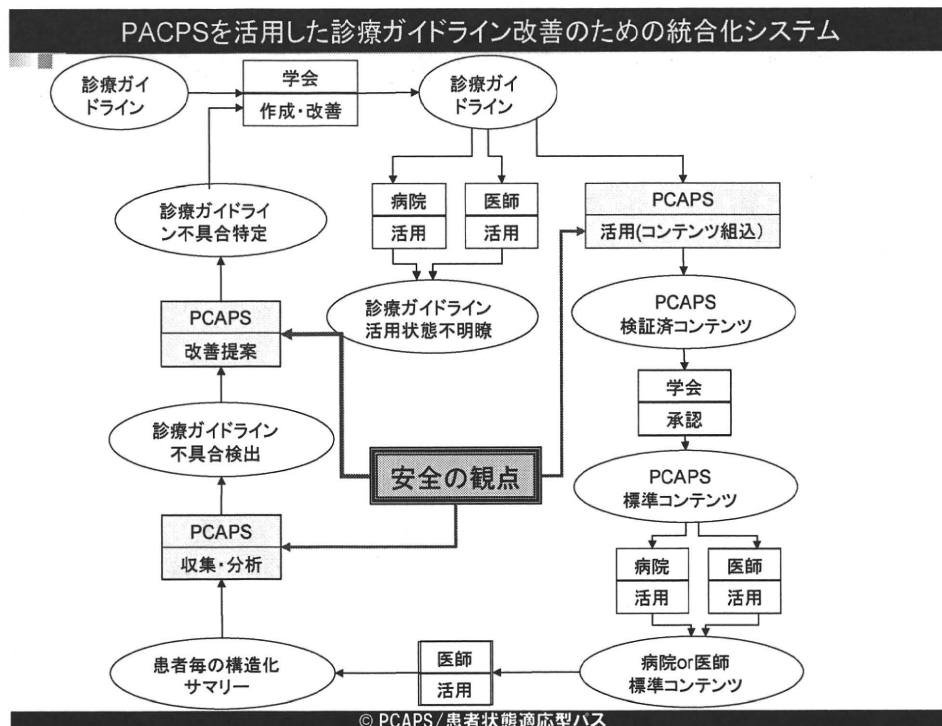 PACPSを活用した診療ガイドライン改善のための統合化システム
診療ガイ
ドライン
学会
作成・改善
診療ガイ
ドライン
病院
活用
医師
活用
PCAPS
活用(コンテンツ組込)
診療ガイドライ
ン不具合特定
診療ガイドライン
活用状態不明瞭
PCAPS
検証済コンテンツ
PCAPS
改善提案
学会
承認
診療ガイドライン
不具合検出
安全の観点
PCAPS
標準コンテンツ
PCAPS
収集・分析
病院
活用
医師
活用
患者毎の構造化
サマリー
医師
活用
病院or医師
標準コンテンツ
© PCAPS/患者状態適応型パス